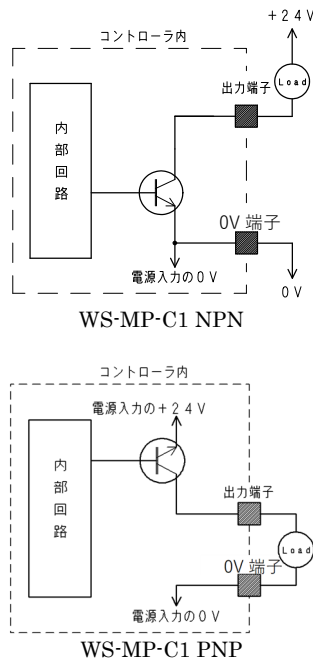 +24V
コントローラ内
Load
出力端子
内部回路
0V 端子
電源入力の0V
0V
WS-MP-C1 NPN
コントローラ内
電源入力の+24V
内部回路
出力端子
Load
0V 端子
電源入力の0V
WS-MP-C1 PNP